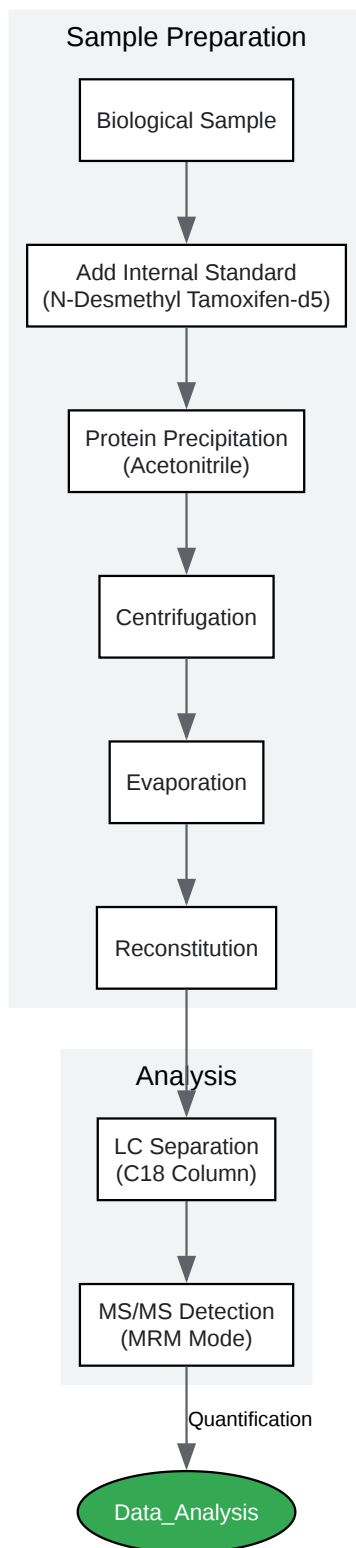 Sample Preparation
Biological Sample
Add Internal Standard
(N-Desmethyl Tamoxifen-d5)
Protein Precipitation
(Acetonitrile)
Centrifugation
Evaporation
Reconstitution
Analysis
LC Separation
(C18 Column)
MS/MS Detection
(MRM Mode)
Quantification
Data_Analysis